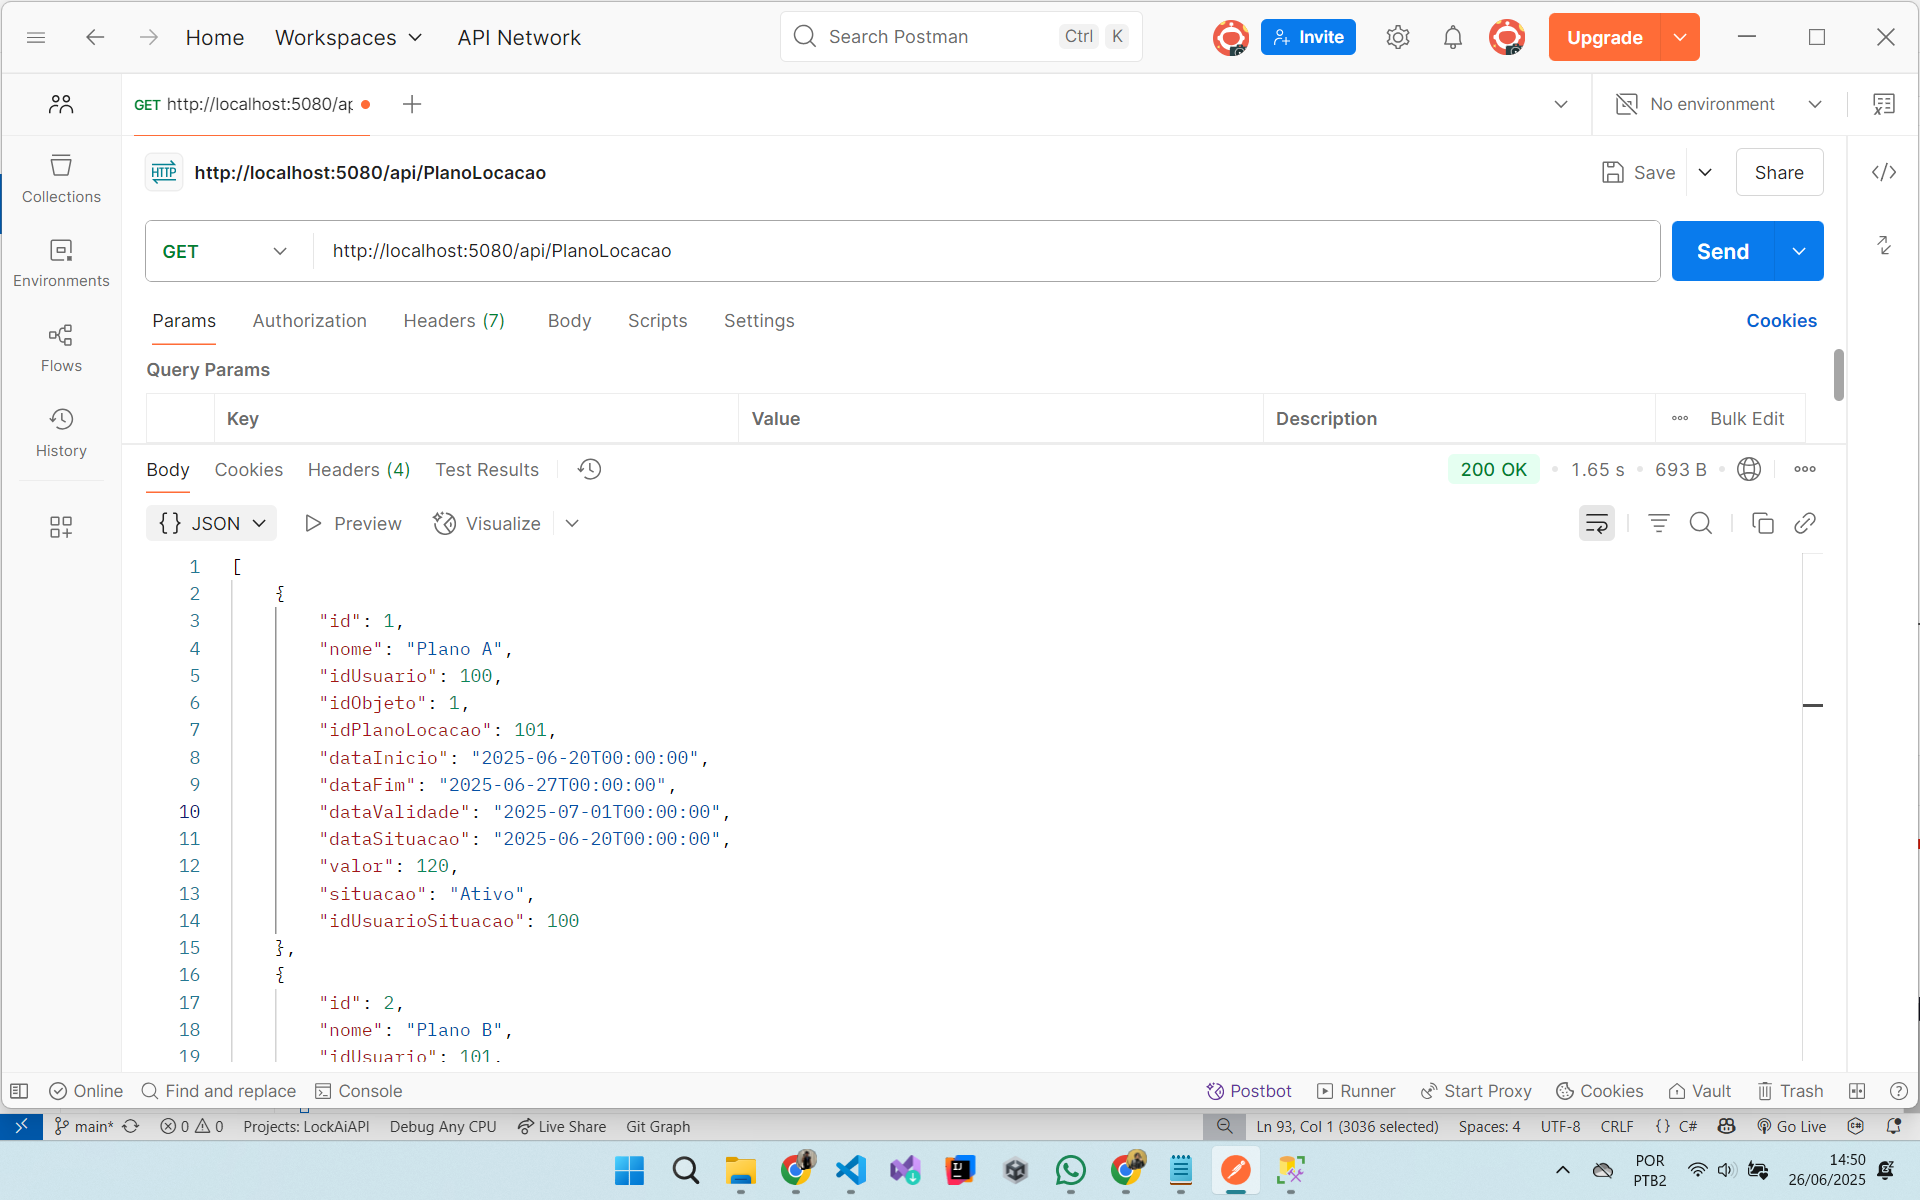 Home
Workspaces
API Network
Search Postman
Ctrl
K
Invite
Upgrade
GET http://localhost:5080/ap
No environment
Collections
Environments
Flows
History
HTTP
http://localhost:5080/api/PlanoLocacao
Save
Share
GET
http://localhost:5080/api/PlanoLocacao
Send
Params
Authorization
Headers (7)
Body
Scripts
Settings
Cookies
Query Params
Key
Value
Description
Bulk Edit
Body
Cookies
Headers (4)
Test Results
200 OK
1.65 s
693 B
{} JSON
Preview
Visualize
1 [
2 {
3 "id": 1,
4 "nome": "Plano A",
5 "idUsuario": 100,
6 "idObjeto": 1,
7 "idPlanoLocacao": 101,
8 "dataInicio": "2025-06-20T00:00:00",
9 "dataFim": "2025-06-27T00:00:00",
10 "dataValidade": "2025-07-01T00:00:00",
11 "dataSituacao": "2025-06-20T00:00:00",
12 "valor": 120,
13 "situacao": "Ativo",
14 "idUsuarioSituacao": 100
15 },
16 {
17 "id": 2,
18 "nome": "Plano B",
19 "idUsuario": 101,
Online
Find and replace
Console
Postbot
Runner
Start Proxy
Cookies
Vault
Trash
main*
0
0
Projects: LockAiAPI
Debug Any CPU
Live Share
Git Graph
Ln 93, Col 1 (3036 selected)
Spaces: 4
UTF-8
CRLF
{} C#
Go Live
POR
PTB2
14:50
26/06/2025